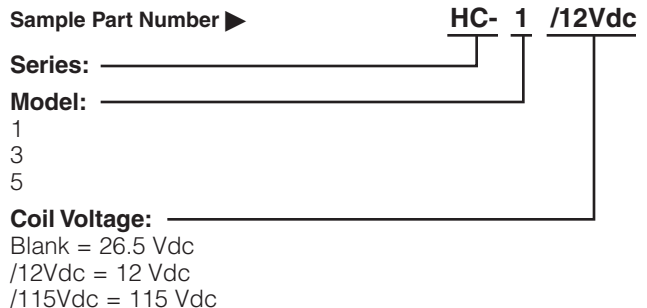 Sample Part Number ▶ HC- 1 /12Vdc
Series:
Model:
1
3
5
Coil Voltage:
Blank = 26.5 Vdc
/12Vdc = 12 Vdc
/115Vdc = 115 Vdc